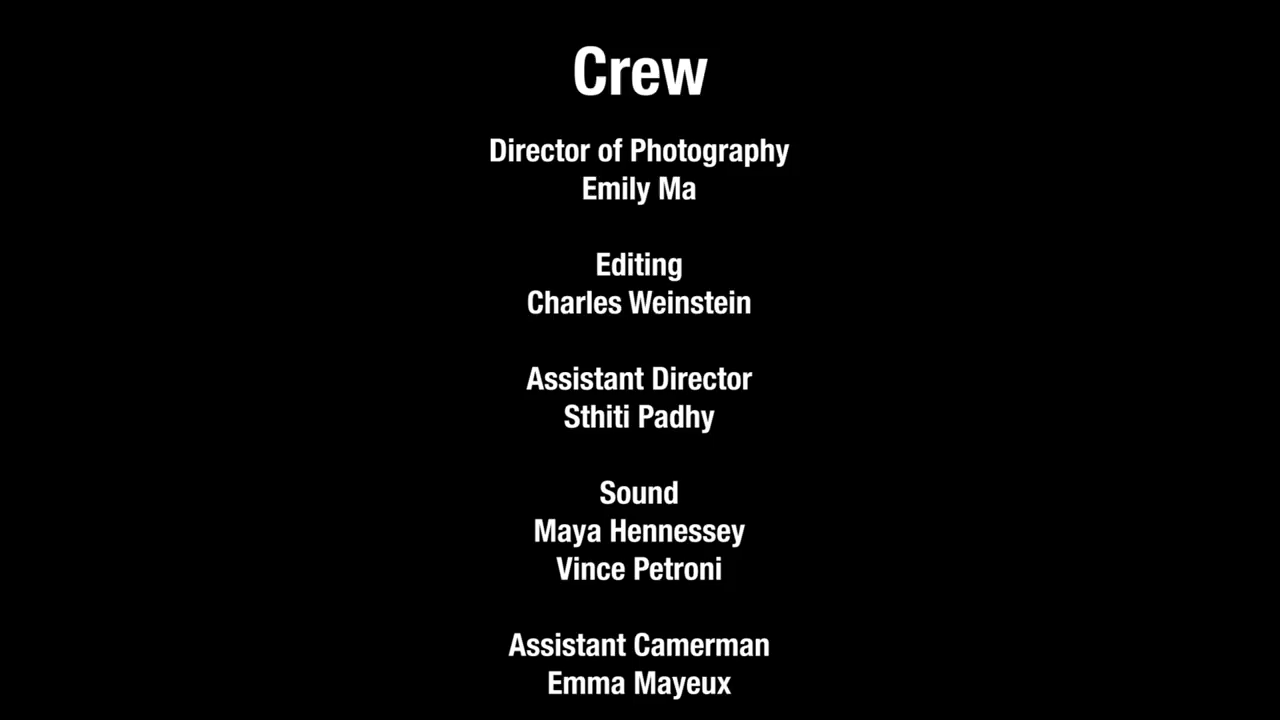 Crew
Director of Photography
Emily Ma
Editing
Charles Weinstein
Assistant Director
Sthiti Padhy
Sound
Maya Hennessey
Vince Petroni
Assistant Camerman
Emma Mayeux